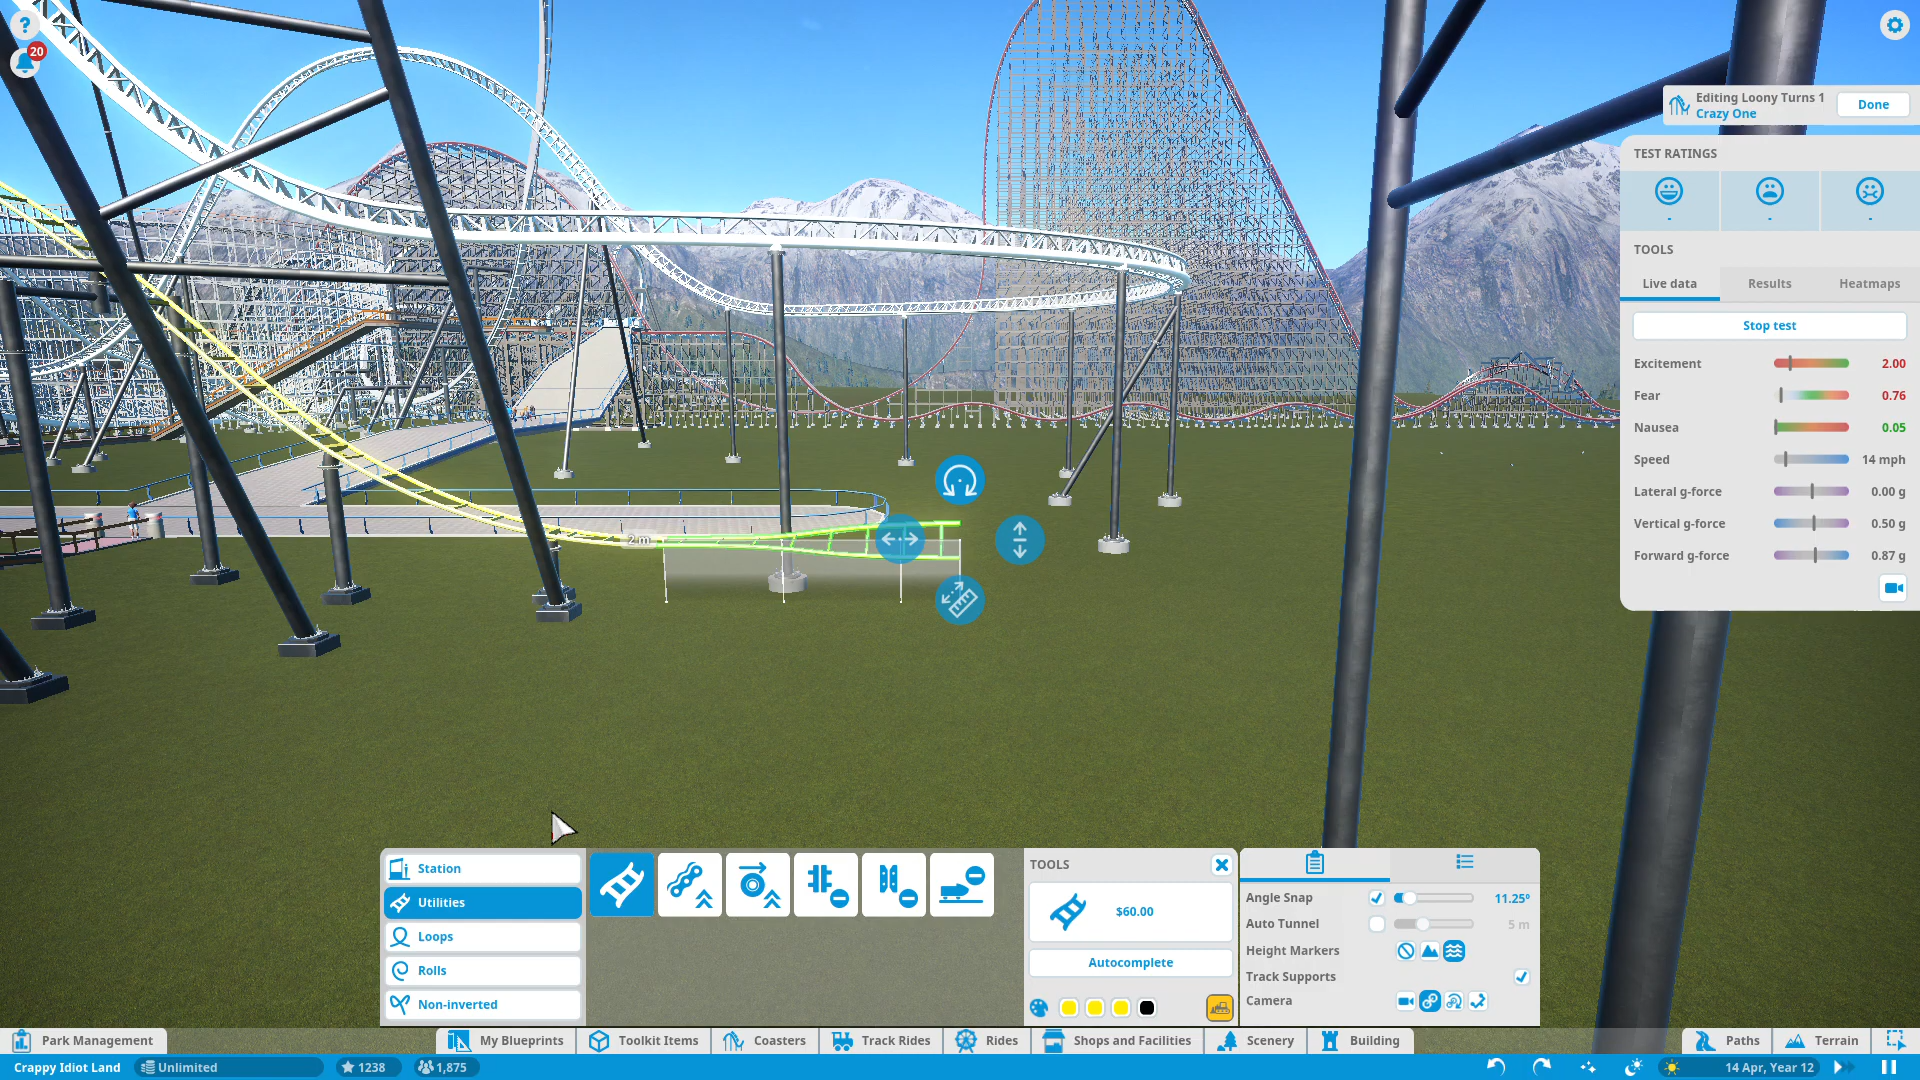 ?
20
Editing Loony Turns 1
Crazy One
Done
TEST RATINGS
- - -
TOOLS
Live data Results Heatmaps
Stop test
Excitement 2.00
Fear 0.76
Nausea 0.05
Speed 14 mph
Lateral g-force 0.00 g
Vertical g-force 0.50 g
Forward g-force 0.87 g
2 m
Station
Utilities
Loops
Rolls
Non-inverted
TOOLS
$60.00
Autocomplete
Angle Snap 11.25°
Auto Tunnel 5 m
Height Markers
Track Supports
Camera
Park Management My Blueprints Toolkit Items Coasters Track Rides Rides Shops and Facilities Scenery Building Paths Terrain
Crappy Idiot Land Unlimited 1238 1,875 14 Apr, Year 12